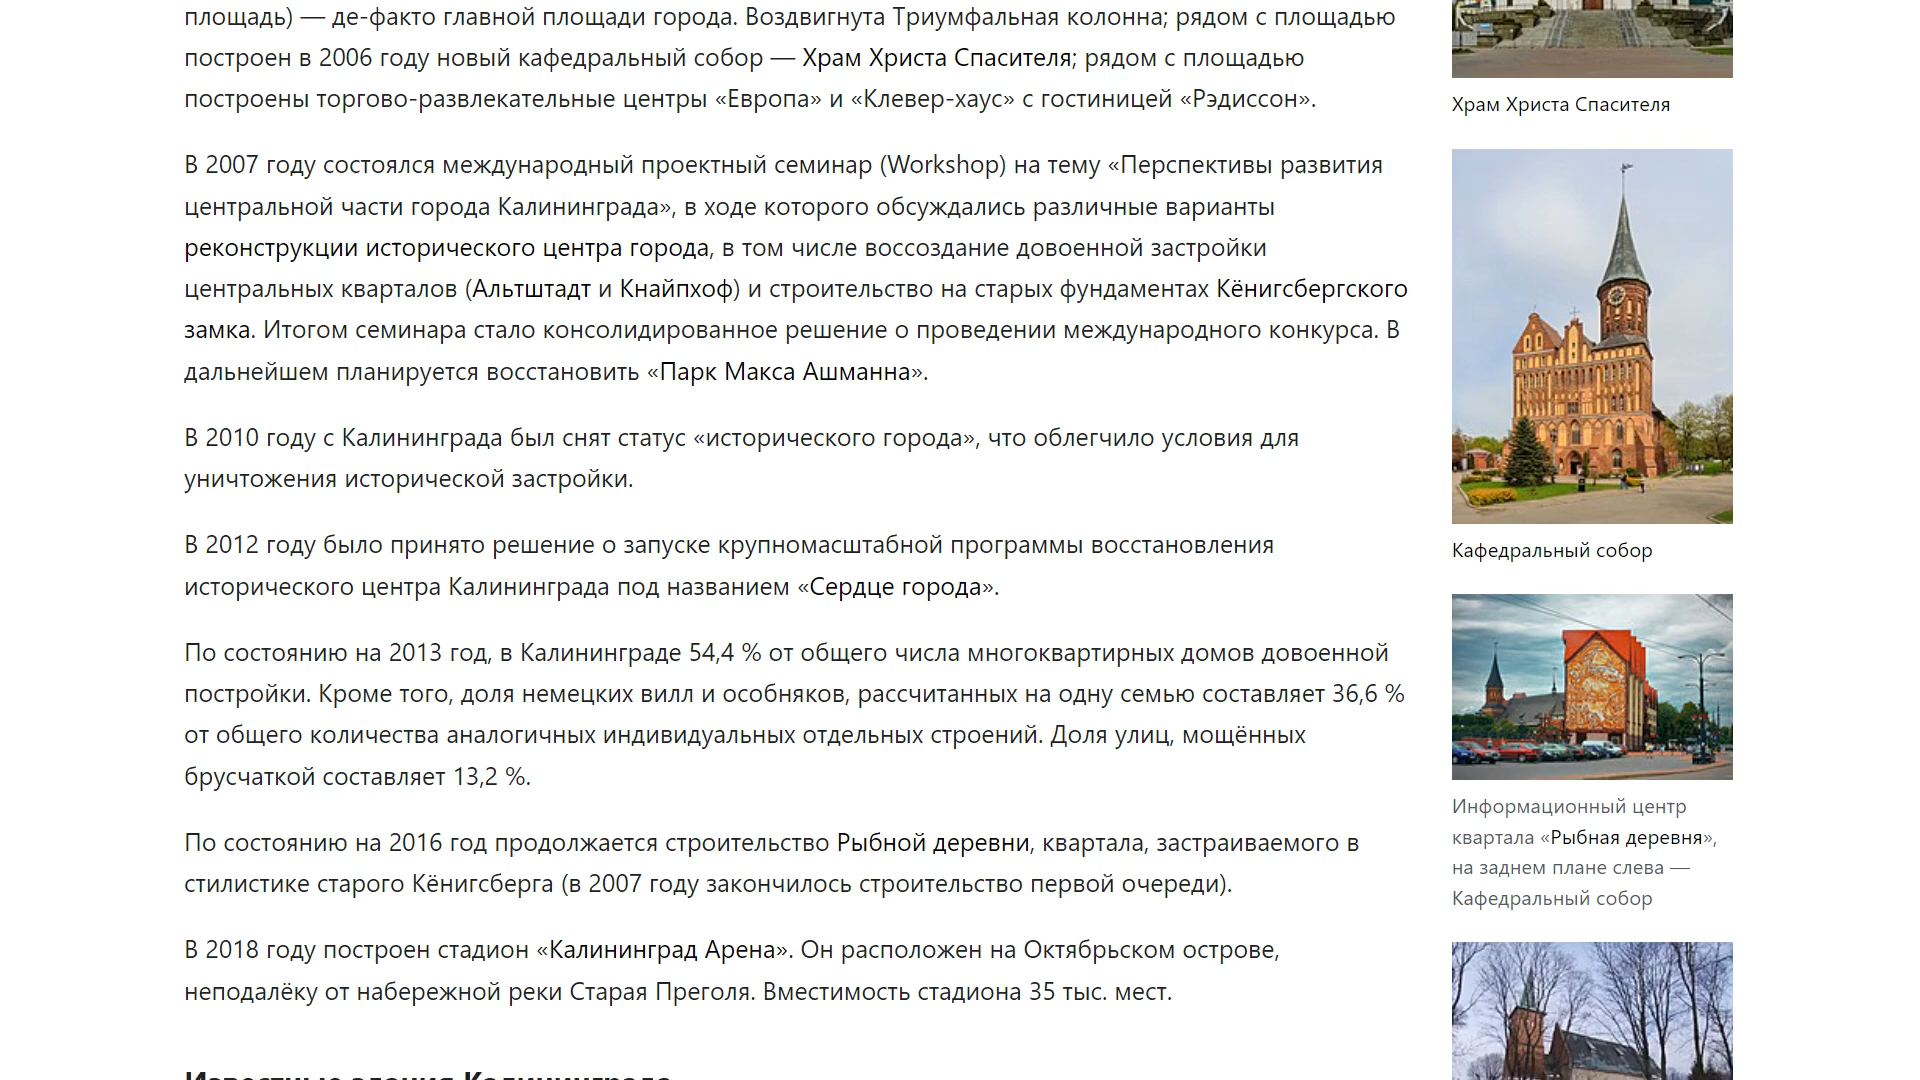 площадь) — де-факто главной площади города. Воздвигнута Триумфальная колонна; рядом с площадью
построен в 2006 году новый кафедральный собор — Храм Христа Спасителя; рядом с площадью
построены торгово-развлекательные центры «Европа» и «Клевер-хаус» с гостиницей «Рэдиссон».
В 2007 году состоялся международный проектный семинар (Workshop) на тему «Перспективы развития
центральной части города Калининграда», в ходе которого обсуждались различные варианты
реконструкции исторического центра города, в том числе воссоздание довоенной застройки
центральных кварталов (Альтштадт и Кнайпхоф) и строительство на старых фундаментах Кёнигсбергского
замка. Итогом семинара стало консолидированное решение о проведении международного конкурса. В
дальнейшем планируется восстановить «Парк Макса Ашманна».
В 2010 году с Калининграда был снят статус «исторического города», что облегчило условия для
уничтожения исторической застройки.
В 2012 году было принято решение о запуске крупномасштабной программы восстановления
исторического центра Калининграда под названием «Сердце города».
По состоянию на 2013 год, в Калининграде 54,4 % от общего числа многоквартирных домов довоенной
постройки. Кроме того, доля немецких вилл и особняков, рассчитанных на одну семью составляет 36,6 %
от общего количества аналогичных индивидуальных отдельных строений. Доля улиц, мощённых
брусчаткой составляет 13,2 %.
По состоянию на 2016 год продолжается строительство Рыбной деревни, квартала, застраиваемого в
стилистике старого Кёнигсберга (в 2007 году закончилось строительство первой очереди).
В 2018 году построен стадион «Калининград Арена». Он расположен на Октябрьском острове,
неподалёку от набережной реки Старая Преголя. Вместимость стадиона 35 тыс. мест.
Известные здания Калининграда
Храм Христа Спасителя
Кафедральный собор
Информационный центр
квартала «Рыбная деревня»,
на заднем плане слева —
Кафедральный собор